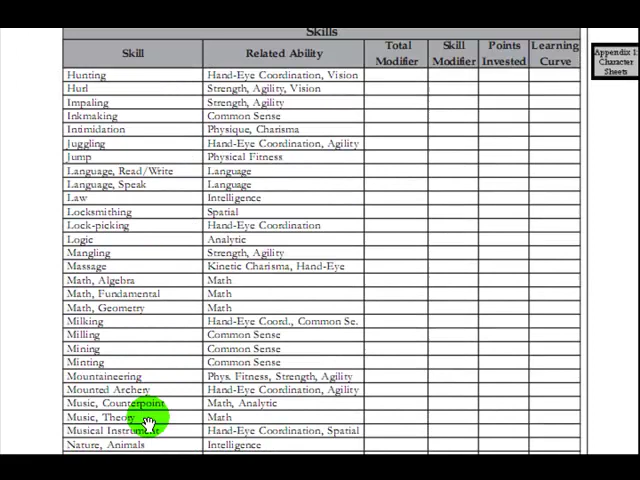 Skills
Skill Related Ability Total Modifier Skill Modifier Points Invested Learning Curve
Hunting Hand-Eye Coordination, Vision
Hurl Strength, Agility, Vision
Impaling Strength, Agility
Inkmaking Common Sense
Intimidation Physique, Charisma
Juggling Hand-Eye Coordination, Agility
Jump Physical Fitness
Language, Read/Write Language
Language, Speak Language
Law Intelligence
Locksmithing Spatial
Lock-picking Hand-Eye Coordination
Logic Analytic
Mangling Strength, Agility
Massage Kinetic Charisma, Hand-Eye
Math, Algebra Math
Math, Fundamental Math
Math, Geometry Math
Milking Hand-Eye Coord., Common Se.
Milling Common Sense
Mining Common Sense
Minting Common Sense
Mountaineering Phys. Fitness, Strength, Agility
Mounted Archery Hand-Eye Coordination, Agility
Music, Counterpoint Math, Analytic
Music, Theory Math
Musical Instrument Hand-Eye Coordination, Spatial
Nature, Animals Intelligence
Appendix 1:
Character
Sheets